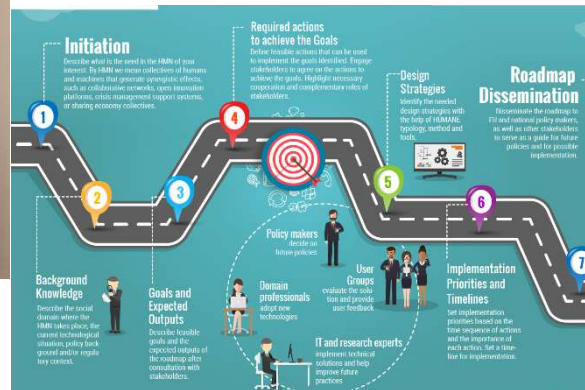 Initiation
Describe what is the need in the HMN of your
interest. By HMN we mean collectives of humans
and machines that generate synergistic effects,
such as collaborative networks, open innovation
platforms, crisis management support systems,
or sharing economy collectives.
1
2
Background
Knowledge
Describe the social
domain where the
HMN takes place, the
current technological
situation, policy back
ground and/or regula
tory context.
3
Goals and
Expected
Outputs
Describe feasible
goals and the
expected outputs of
the roadmap after
consultation with
stakeholders.
Required actions
to achieve the Goals
Define feasible actions that can be used
to implement the goals identified. Engage
stakeholders to agree on the actions to
achieve the goals. Highlight necessary
cooperation and complementary roles of
stakeholders.
4
Policy makers
decide on
future policies
Domain
professionals
adopt new
technologies
User
Groups
evaluate the solu
tion and provide
user feedback
IT and research experts
implement technical
solutions and help
improve future
practices
Design
Strategies
Identify the needed
design strategies with
the help of HUMANE
typology, method and
tools.
5
6
Implementation
Priorities and
Timelines
Set implementation
priorities based on the
time sequence of actions
and the importance of
each action. Set a time-
line for implementation.
Roadmap
Dissemination
Disseminate the roadmap to
EU and national policy makers,
as well as other stakeholders
to serve as a guide for future
policies and for possible
implementation.
7